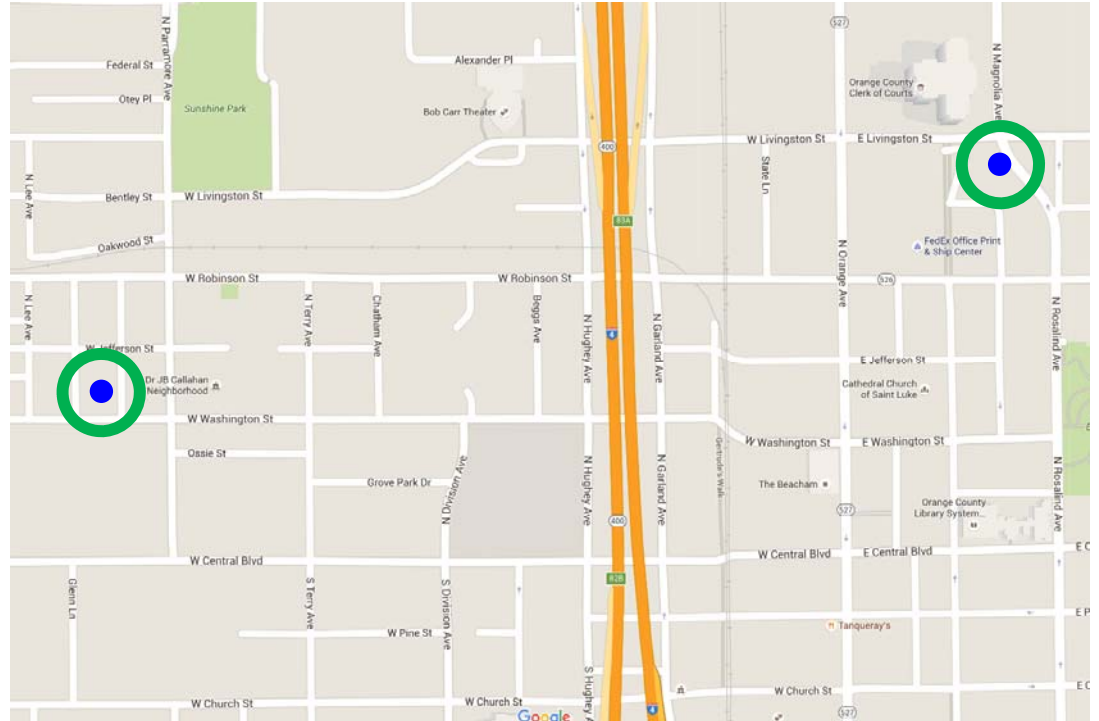 527
N Parramore Ave
N Magnolia Ave
Federal St
Alexander Pl
Otey Pl
Sunshine Park
Bob Carr Theater
Orange County
Clerk of Courts
400
W Livingston St
E Livingston St
State Ln
N Lee Ave
Bentley St
W Livingston St
83A
Oakwood St
N Orange Ave
FedEx Office Print
& Ship Center
W Robinson St
W Robinson St
526
N Lee Ave
N Terry Ave
Chatham Ave
Beggs Ave
N Hughey Ave
N Garland Ave
N Rosalind Ave
4
W Jefferson St
E Jefferson St
Dr JB Callahan
Neighborhood
Cathedral Church
of Saint Luke
W Washington St
W Washington St
E Washington St
Ossie St
Gertrude's Walk
N Division Ave
N Hughey Ave
N Garland Ave
N Rosalind Ave
Grove Park Dr
The Beacham
Orange County
Library System...
527
400
W Central Blvd
W Central Blvd
E Central Blvd
E C
82B
Glenn Ln
S Terry Ave
S Division Ave
E P
W Pine St
Tanqueray's
S Hughey A
W Church St
W Church St
W Church St
E C
Google
4
527